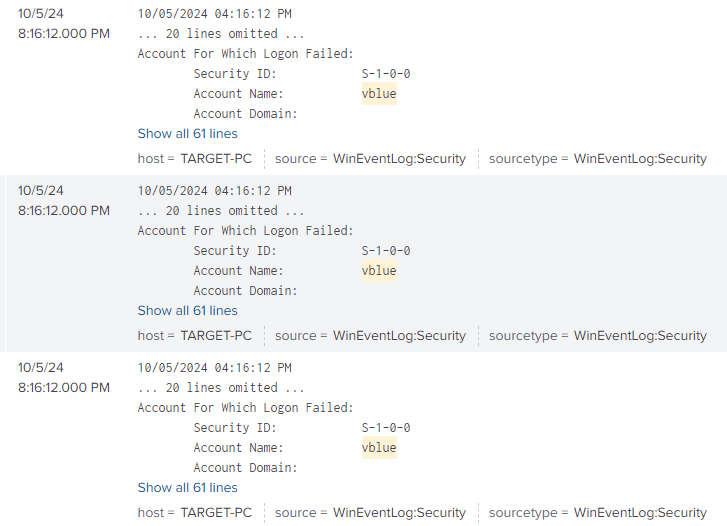 10/5/24 10/05/2024 04:16:12 PM
8:16:12.000 PM ... 20 lines omitted ...
Account For Which Logon Failed:
Security ID: S-1-0-0
Account Name: vblue
Account Domain:
Show all 61 lines
host = TARGET-PC source = WinEventLog:Security sourcetype = WinEventLog:Security
10/5/24 10/05/2024 04:16:12 PM
8:16:12.000 PM ... 20 lines omitted ...
Account For Which Logon Failed:
Security ID: S-1-0-0
Account Name: vblue
Account Domain:
Show all 61 lines
host = TARGET-PC source = WinEventLog:Security sourcetype = WinEventLog:Security
10/5/24 10/05/2024 04:16:12 PM
8:16:12.000 PM ... 20 lines omitted ...
Account For Which Logon Failed:
Security ID: S-1-0-0
Account Name: vblue
Account Domain:
Show all 61 lines
host = TARGET-PC source = WinEventLog:Security sourcetype = WinEventLog:Security